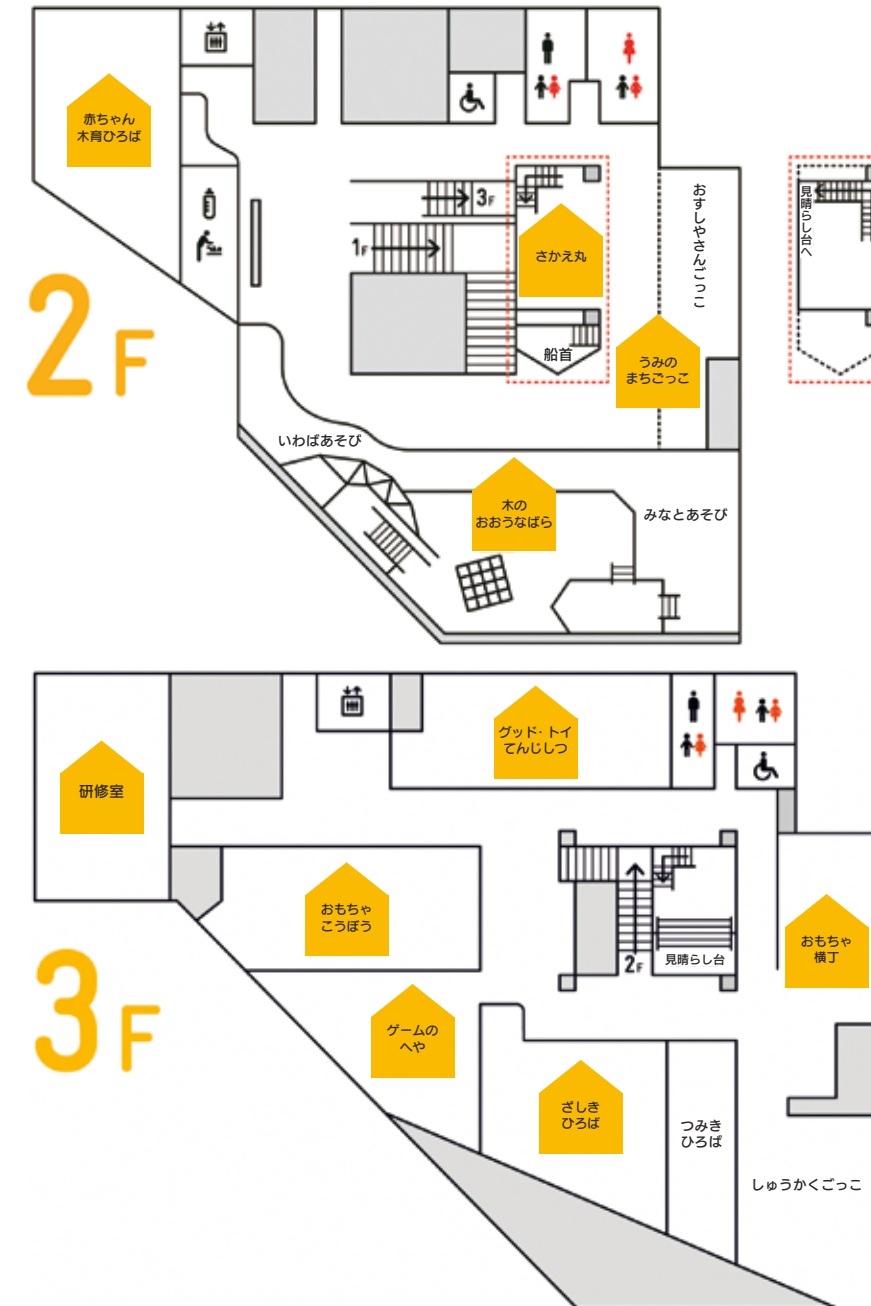 赤ちゃん
木育ひろば
3F
1F
さかえ丸
船首
おすしやさんごっこ
見晴らし台へ
うみの
まちごっこ
2F
いわばあそび
木の
おおうなばら
みなとあそび
グッド・トイ
てんじしつ
研修室
おもちゃ
こうぼう
2F
見晴らし台
おもちゃ
横丁
3F
ゲームの
へや
ざしき
ひろば
つみき
ひろば
しゅうかくごっこ